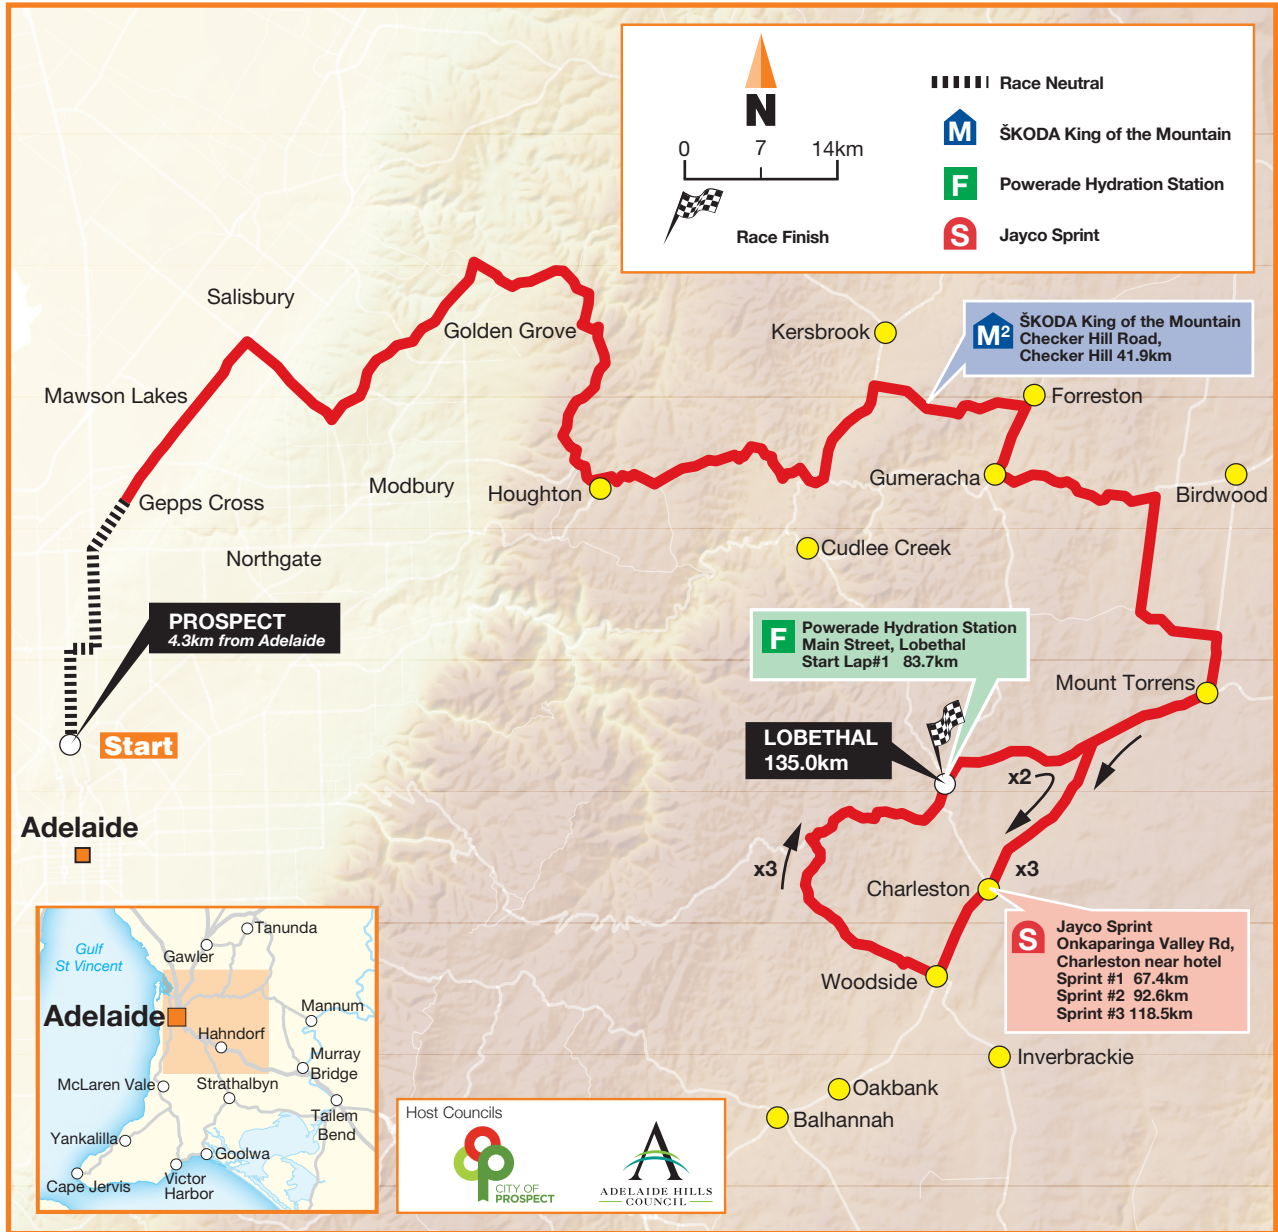 N
0 7 14km
Race Finish
Race Neutral
M ŠKODA King of the Mountain
F Powerade Hydration Station
S Jayco Sprint
Salisbury
Golden Grove
Mawson Lakes
Kersbrook
M² ŠKODA King of the Mountain
Checker Hill Road,
Checker Hill 41.9km
Forreston
Gepps Cross
Modbury
Houghton
Gumeracha
Birdwood
Northgate
Cudlee Creek
PROSPECT
4.3km from Adelaide
Start
F Powerade Hydration Station
Main Street, Lobethal
Start Lap#1 83.7km
Mount Torrens
LOBETHAL
135.0km
x2
x3
x3
Adelaide
Charleston
S Jayco Sprint
Onkaparinga Valley Rd,
Charleston near hotel
Sprint #1 67.4km
Sprint #2 92.6km
Sprint #3 118.5km
Woodside
Inverbrackie
Oakbank
Balhannah
Gulf
St Vincent
Tanunda
Gawler
Adelaide
Mannum
Hahndorf
Murray
Bridge
McLaren Vale
Strathalbyn
Tailem
Bend
Yankalilla
Goolwa
Cape Jervis
Victor
Harbor
Host Councils
CITY OF
PROSPECT
ADELAIDE HILLS
COUNCIL